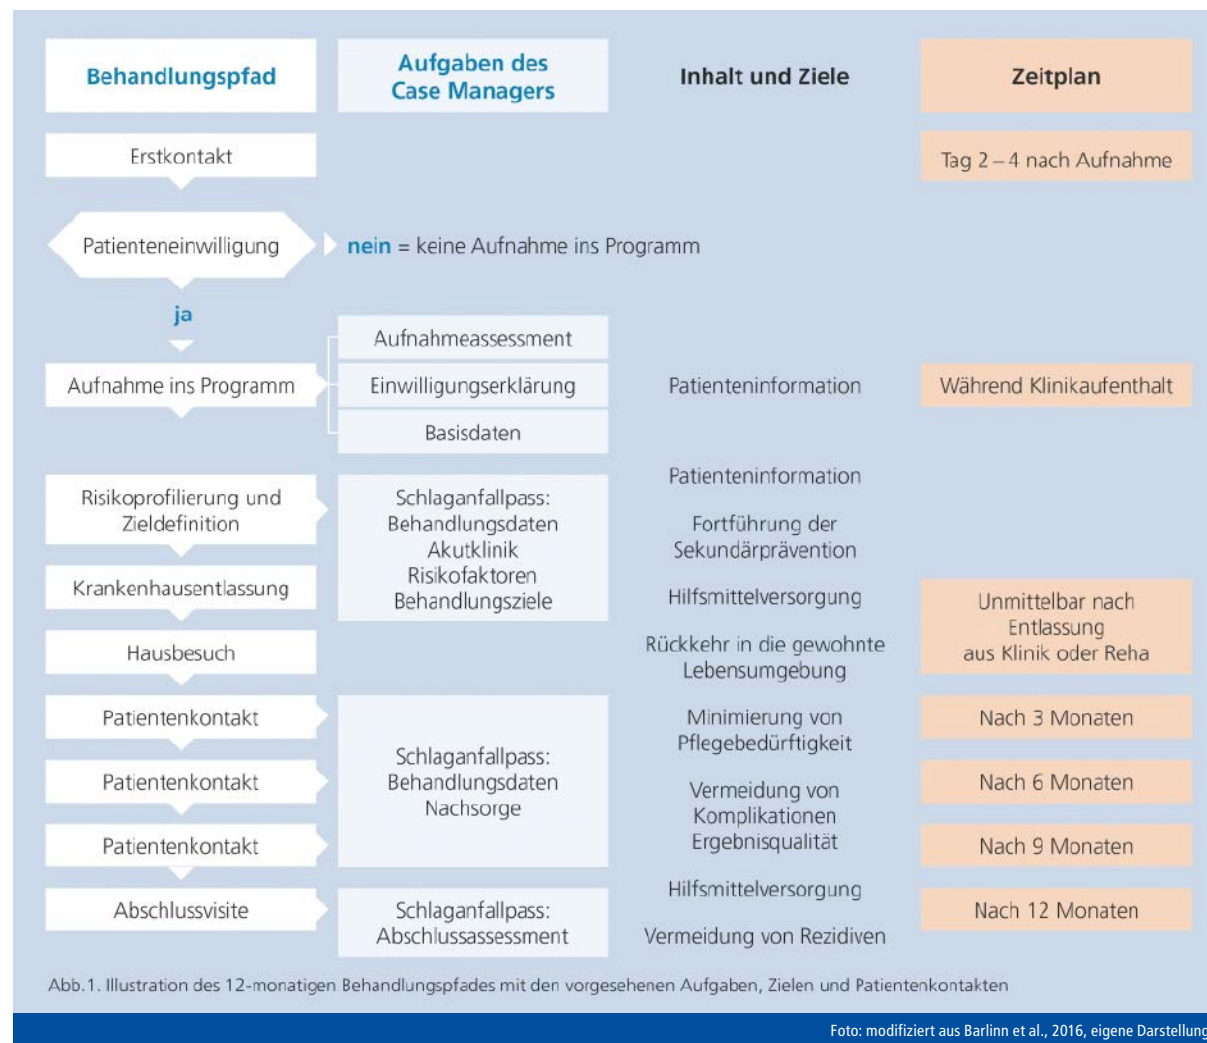 Behandlungspfad
Aufgaben des
Case Managers
Inhalt und Ziele
Zeitplan
Erstkontakt
Tag 2 – 4 nach Aufnahme
Patienteneinwilligung
nein = keine Aufnahme ins Programm
ja
Aufnahme ins Programm
Aufnahmeassessment
Einwilligungserklärung
Basisdaten
Patienteninformation
Während Klinikaufenthalt
Risikoprofilierung und
Zieldefinition
Schlaganfallpass:
Behandlungsdaten
Akutklinik
Risikofaktoren
Behandlungsziele
Patienteninformation
Fortführung der
Sekundärprävention
Krankenhausentlassung
Hilfsmittelversorgung
Unmittelbar nach
Entlassung
aus Klinik oder Reha
Hausbesuch
Rückkehr in die gewohnte
Lebensumgebung
Patientenkontakt
Schlaganfallpass:
Behandlungsdaten
Nachsorge
Minimierung von
Pflegebedürftigkeit
Nach 3 Monaten
Patientenkontakt
Vermeidung von
Komplikationen
Ergebnisqualität
Nach 6 Monaten
Patientenkontakt
Nach 9 Monaten
Abschlussvisite
Schlaganfallpass:
Abschlussassessment
Hilfsmittelversorgung
Vermeidung von Rezidiven
Nach 12 Monaten
Abb.1. Illustration des 12-monatigen Behandlungspfades mit den vorgesehenen Aufgaben, Zielen und Patientenkontakten
Foto: modifiziert aus Barlinn et al., 2016, eigene Darstellung